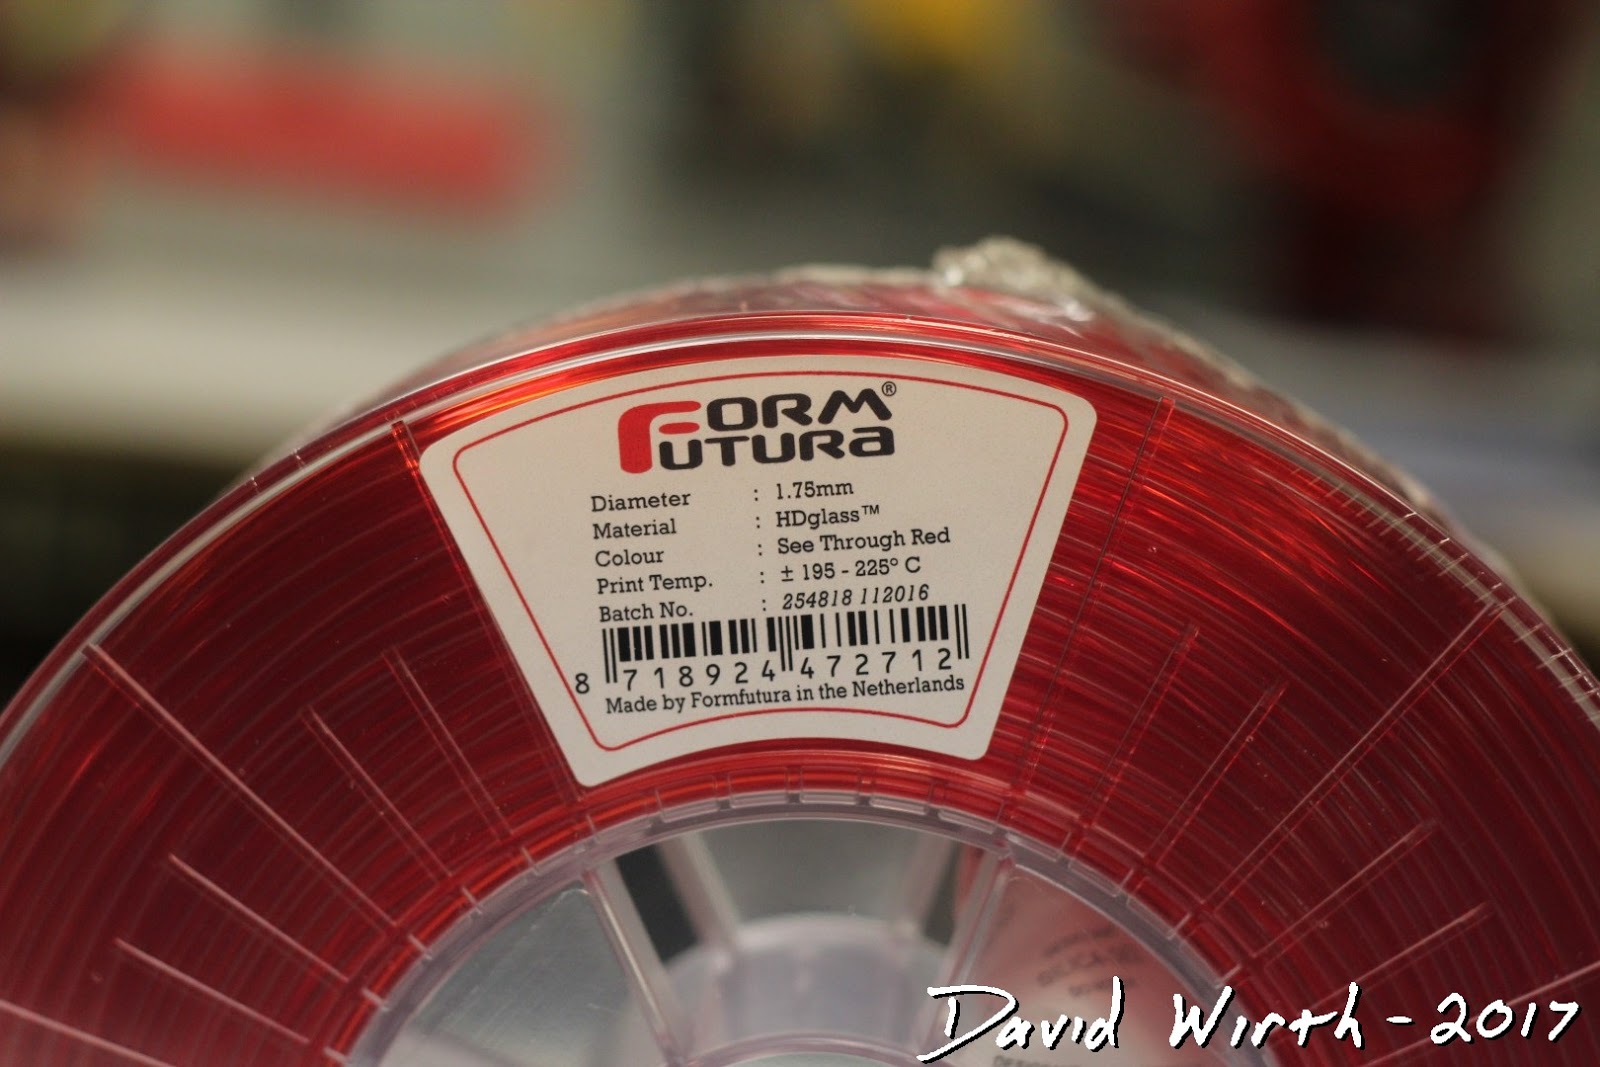 FORM®
FUTURA
Diameter : 1.75mm
Material : HDglass™
Colour : See Through Red
Print Temp. : ± 195 - 225° C
Batch No. : 254818 112016
8 718924 472712
Made by Formfutura in the Netherlands
David Wirth - 2017